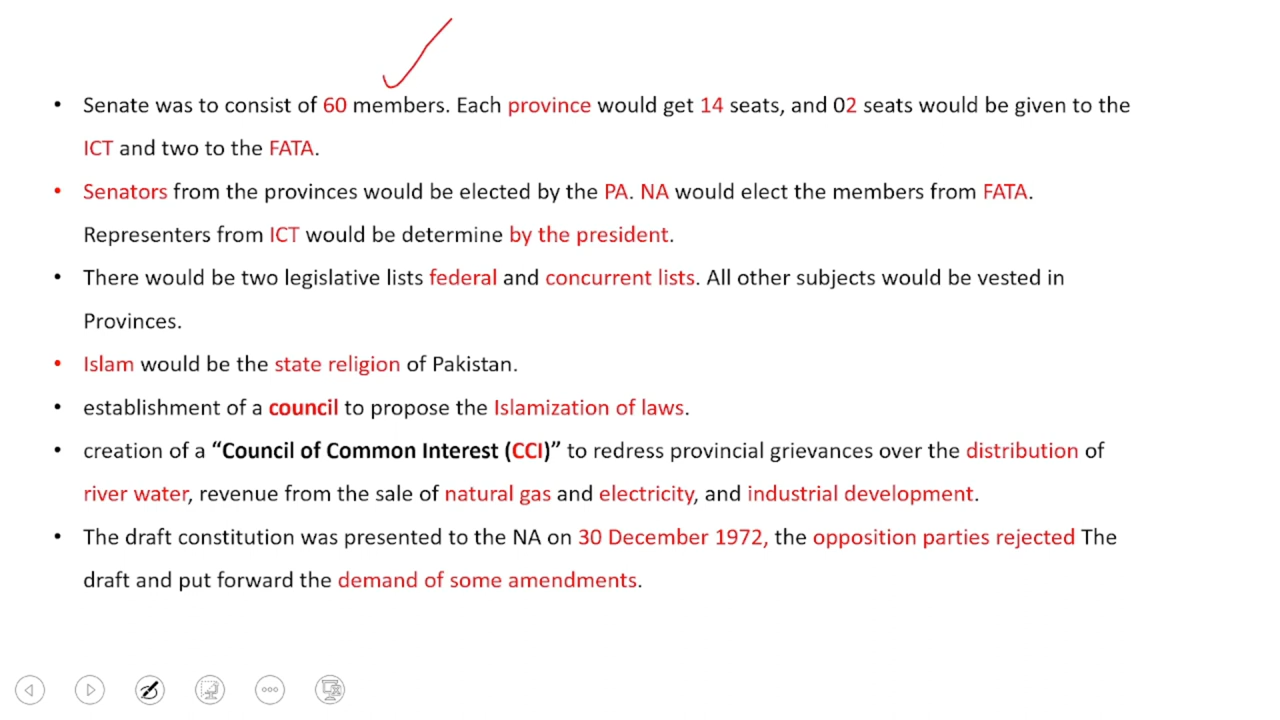 • Senate was to consist of 60 members. Each province would get 14 seats, and 02 seats would be given to the
ICT and two to the FATA.
• Senators from the provinces would be elected by the PA. NA would elect the members from FATA.
Representers from ICT would be determine by the president.
• There would be two legislative lists federal and concurrent lists. All other subjects would be vested in
Provinces.
• Islam would be the state religion of Pakistan.
• establishment of a council to propose the Islamization of laws.
• creation of a “Council of Common Interest (CCI)” to redress provincial grievances over the distribution of
river water, revenue from the sale of natural gas and electricity, and industrial development.
• The draft constitution was presented to the NA on 30 December 1972, the opposition parties rejected The
draft and put forward the demand of some amendments.